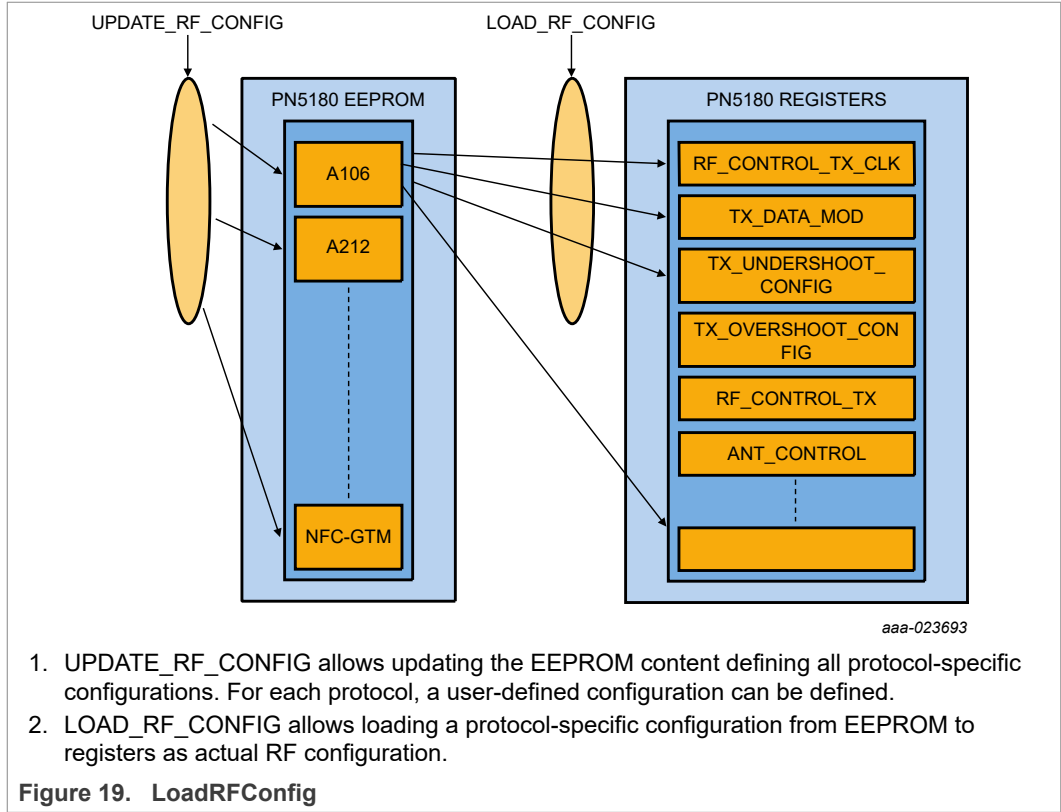 UPDATE_RF_CONFIG
LOAD_RF_CONFIG
PN5180 EEPROM
PN5180 REGISTERS
A106
A212
NFC-GTM
RF_CONTROL_TX_CLK
TX_DATA_MOD
TX_UNDERSHOOT_
CONFIG
TX_OVERSHOOT_CON
FIG
RF_CONTROL_TX
ANT_CONTROL
aaa-023693
1. UPDATE_RF_CONFIG allows updating the EEPROM content defining all protocol-specific
configurations. For each protocol, a user-defined configuration can be defined.
2. LOAD_RF_CONFIG allows loading a protocol-specific configuration from EEPROM to
registers as actual RF configuration.
Figure 19. LoadRFConfig